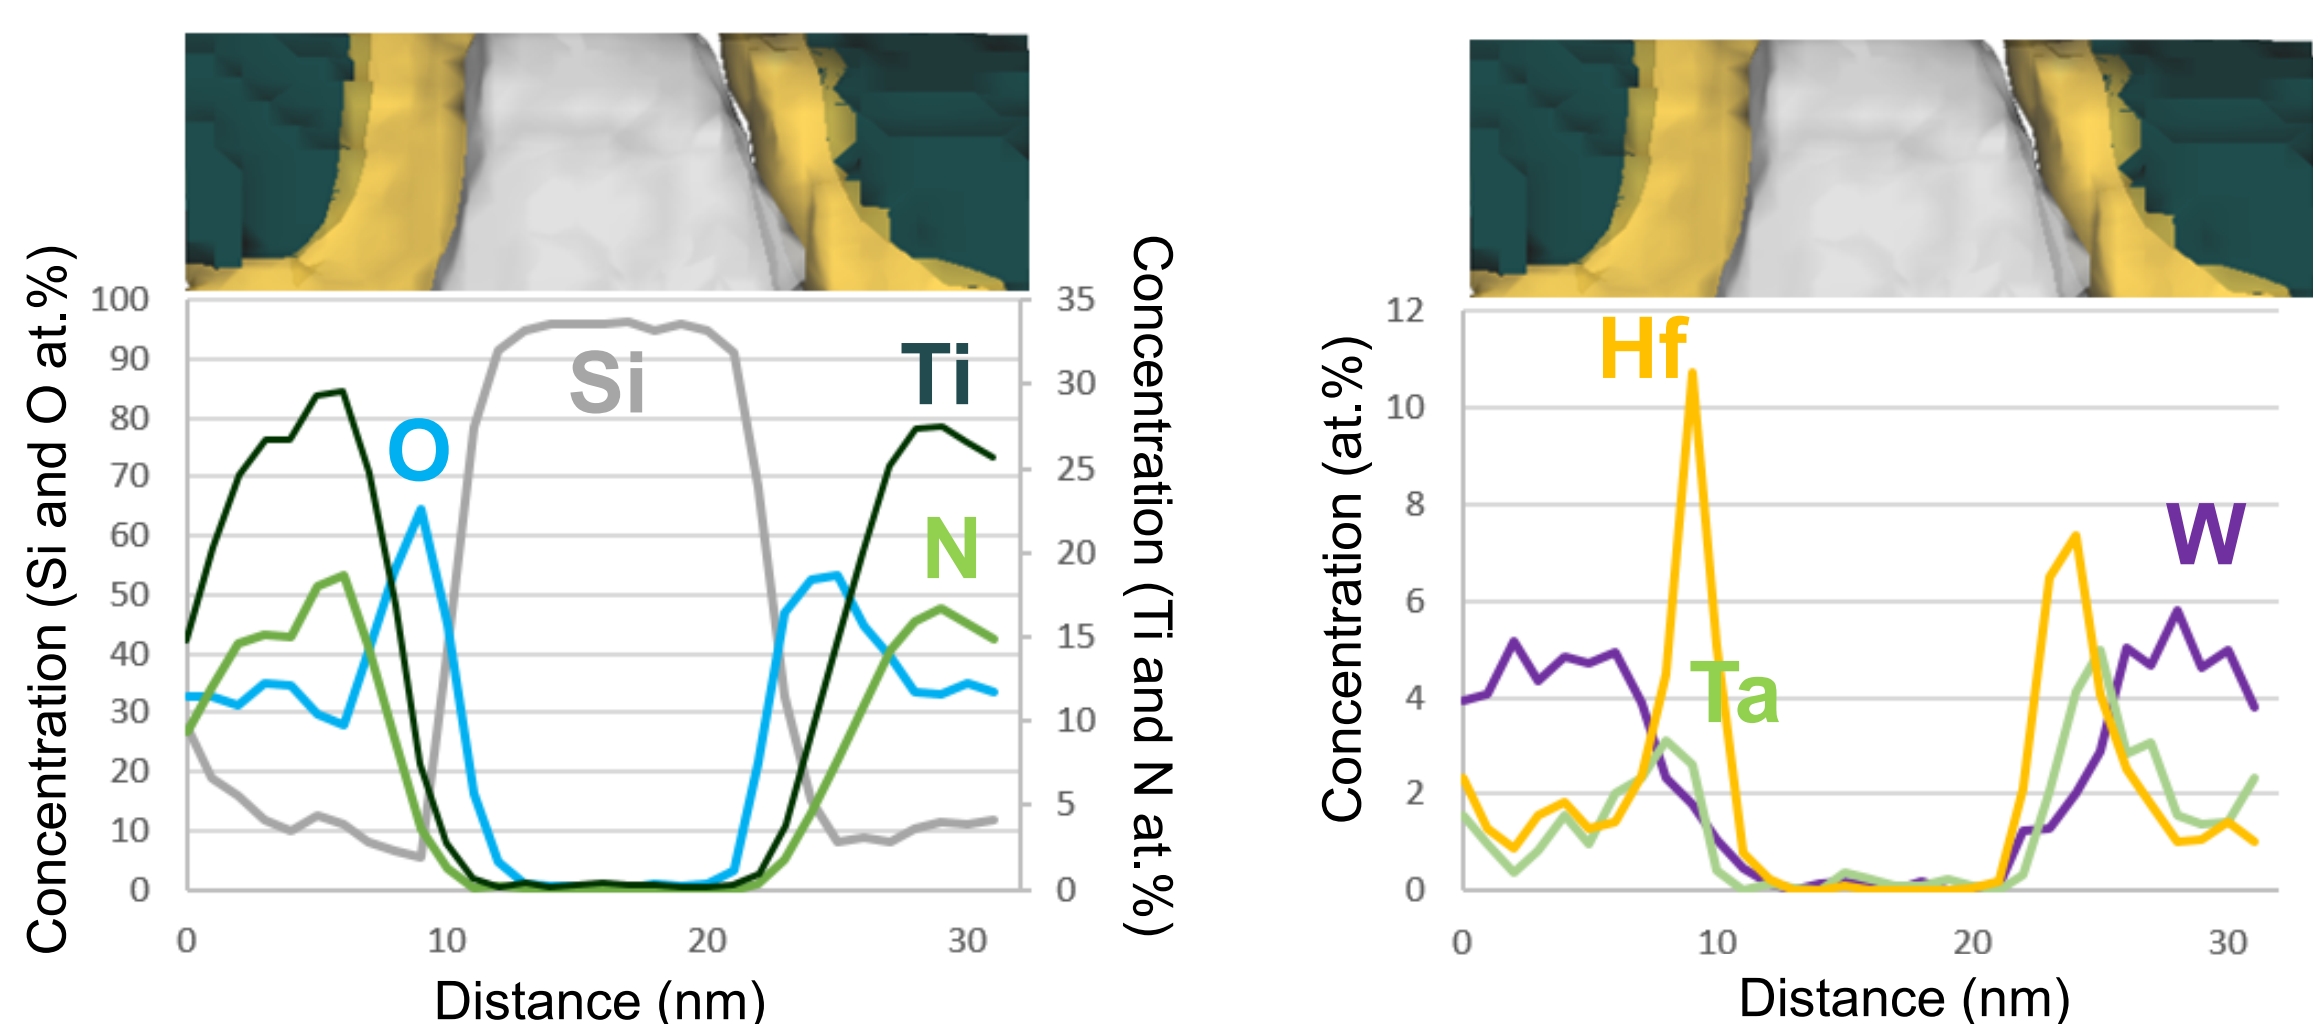 Concentration (Si and O at.%)
100
90
80
70
60
50
40
30
20
10
0
Si
O
Ti
N
35
30
25
20
15
10
5
0
Concentration (Ti and N at.%)
0 10 20 30
Distance (nm)
Concentration (at.%)
12
10
8
6
4
2
0
Hf
W
Ta
0 10 20 30
Distance (nm)